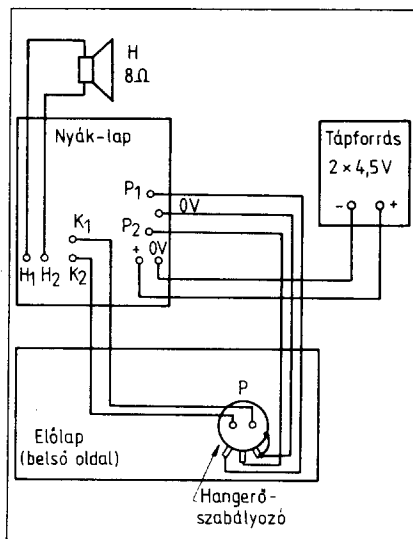 H
8Ω
Nyák-lap
Tápforrás
2 × 4,5V
- +
P1
0V
K1
P2
+ 0V
H1 H2 K2
P
Előlap
(belső oldal)
Hangerő-
szabályozó